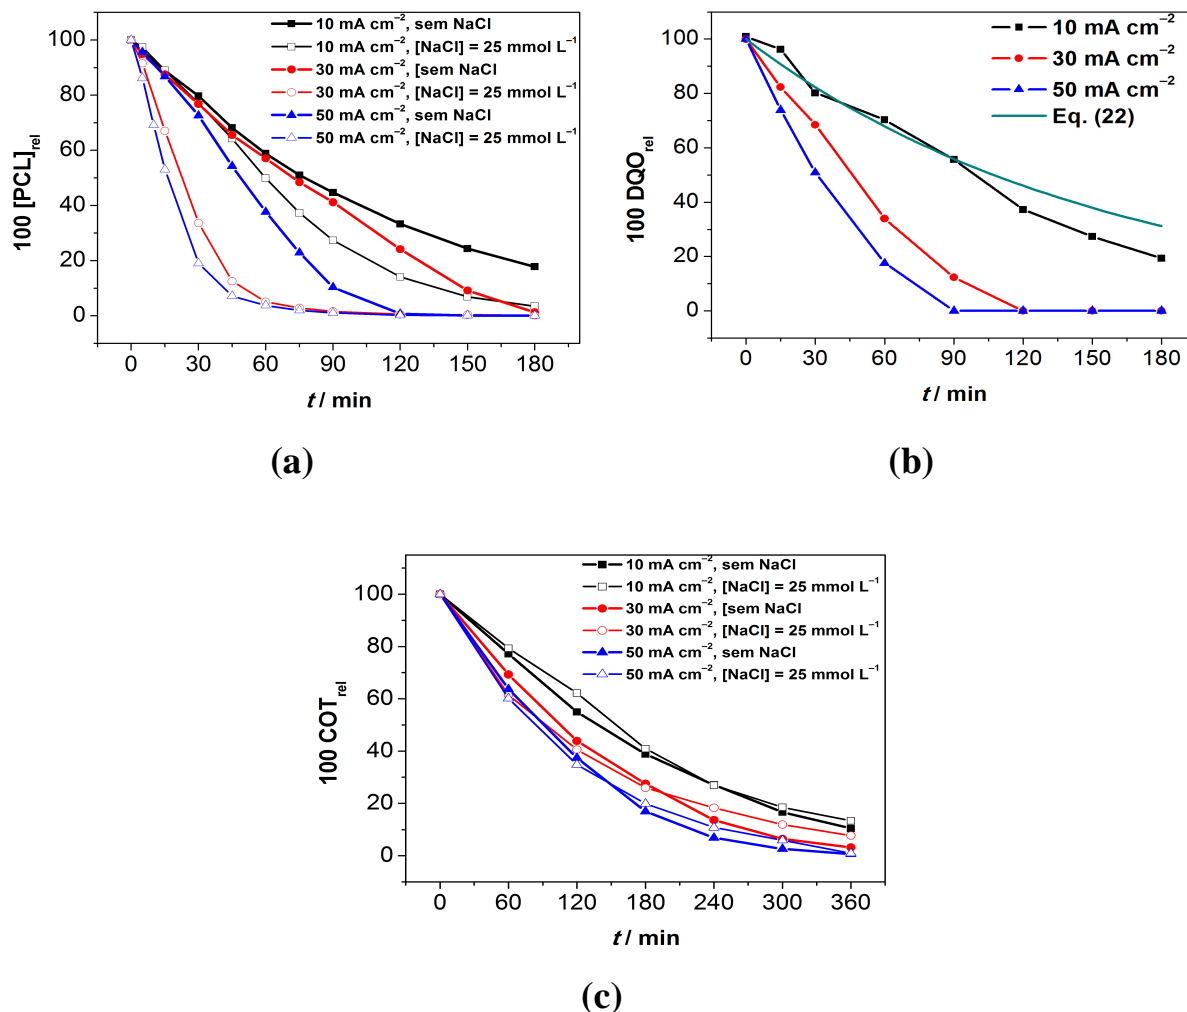 10 mA cm⁻², sem NaCl
10 mA cm⁻², [NaCl] = 25 mmol L⁻¹
30 mA cm⁻², [sem NaCl
30 mA cm⁻², [NaCl] = 25 mmol L⁻¹
50 mA cm⁻², sem NaCl
50 mA cm⁻², [NaCl] = 25 mmol L⁻¹
100
80
60
40
20
0
100 [PCL]rel
0 30 60 90 120 150 180
t / min
(a)
10 mA cm⁻²
30 mA cm⁻²
50 mA cm⁻²
Eq. (22)
100
80
60
40
20
0
100 DQOrel
0 30 60 90 120 150 180
t / min
(b)
10 mA cm⁻², sem NaCl
10 mA cm⁻², [NaCl] = 25 mmol L⁻¹
30 mA cm⁻², [sem NaCl
30 mA cm⁻², [NaCl] = 25 mmol L⁻¹
50 mA cm⁻², sem NaCl
50 mA cm⁻², [NaCl] = 25 mmol L⁻¹
100
80
60
40
20
0
100 COTrel
0 60 120 180 240 300 360
t / min
(c)